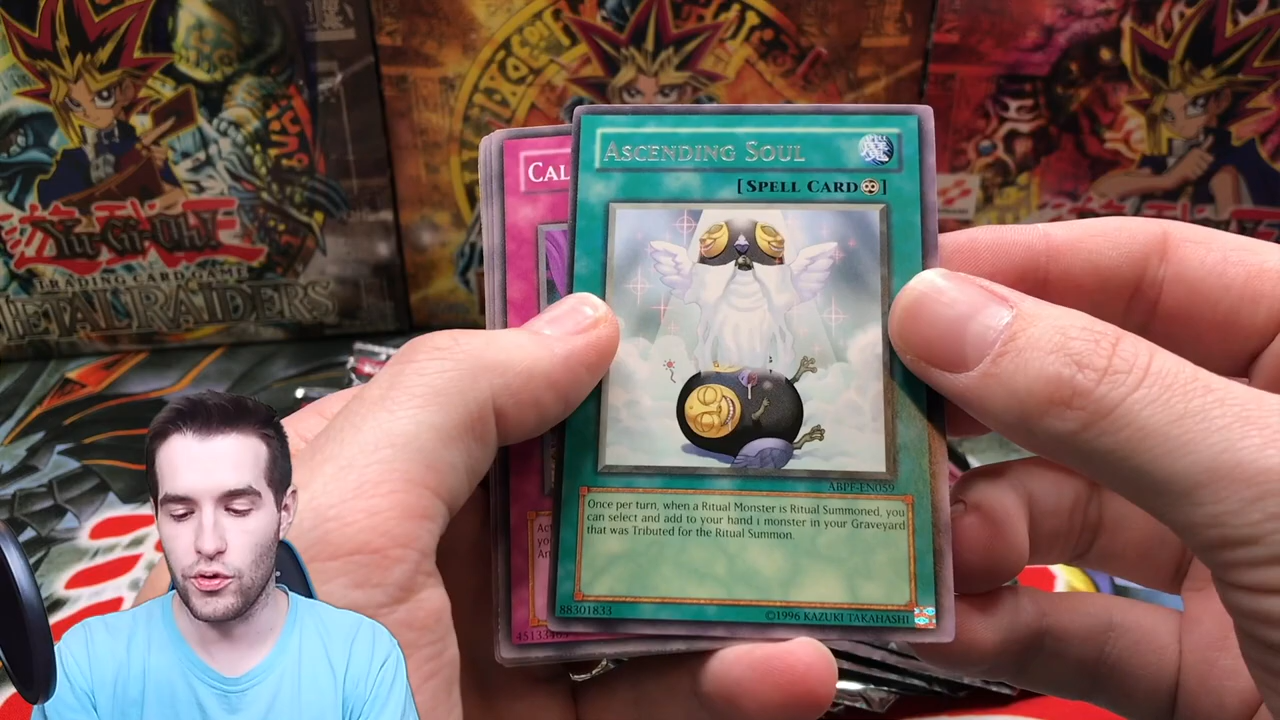 Yu-Gi-Oh!
TRADING CARD GAME
METAL RAIDERS
CAL
ASCENDING SOUL
[SPELL CARD]
ABPF-EN059
Once per turn, when a Ritual Monster is Ritual Summoned, you
can select and add to your hand 1 monster in your Graveyard
that was Tributed for the Ritual Summon.
88301833
©1996 KAZUKI TAKAHASHI